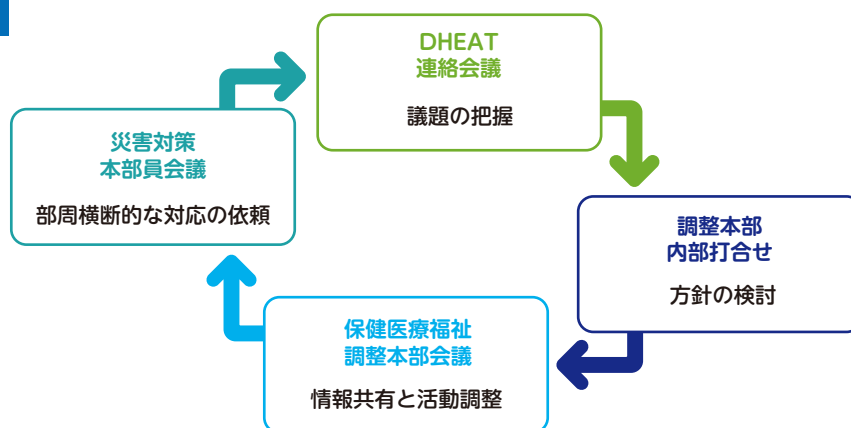 DHEAT
連絡会議
議題の把握
災害対策
本部員会議
部周横断的な対応の依頼
調整本部
内部打合せ
方針の検討
保健医療福祉
調整本部会議
情報共有と活動調整